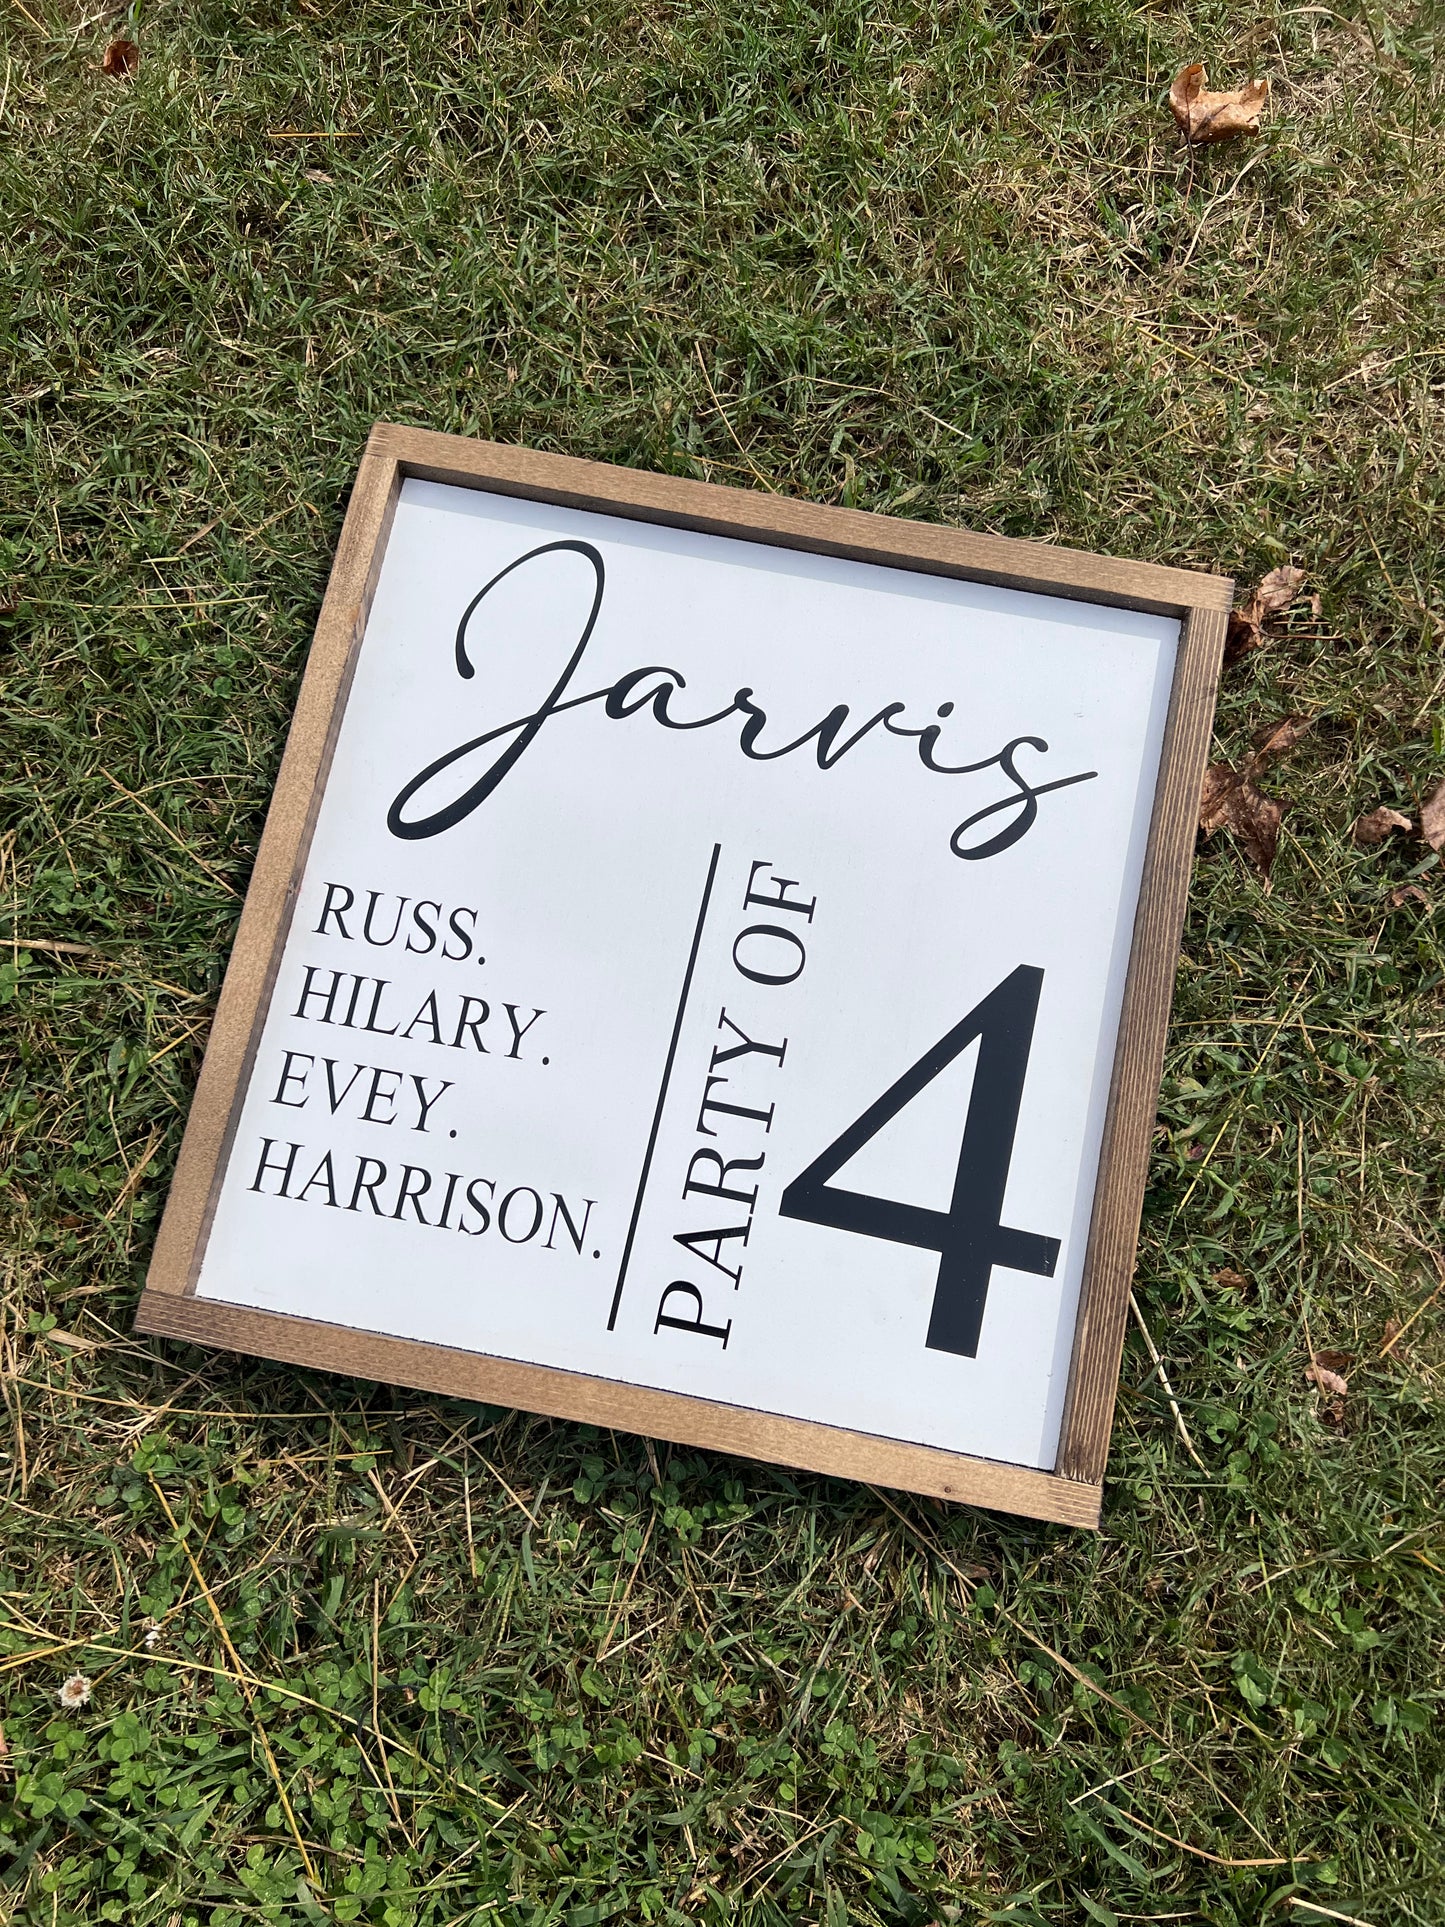 Jarvis
RUSS.
HILARY.
EVEY.
HARRISON.
PARTY OF
4